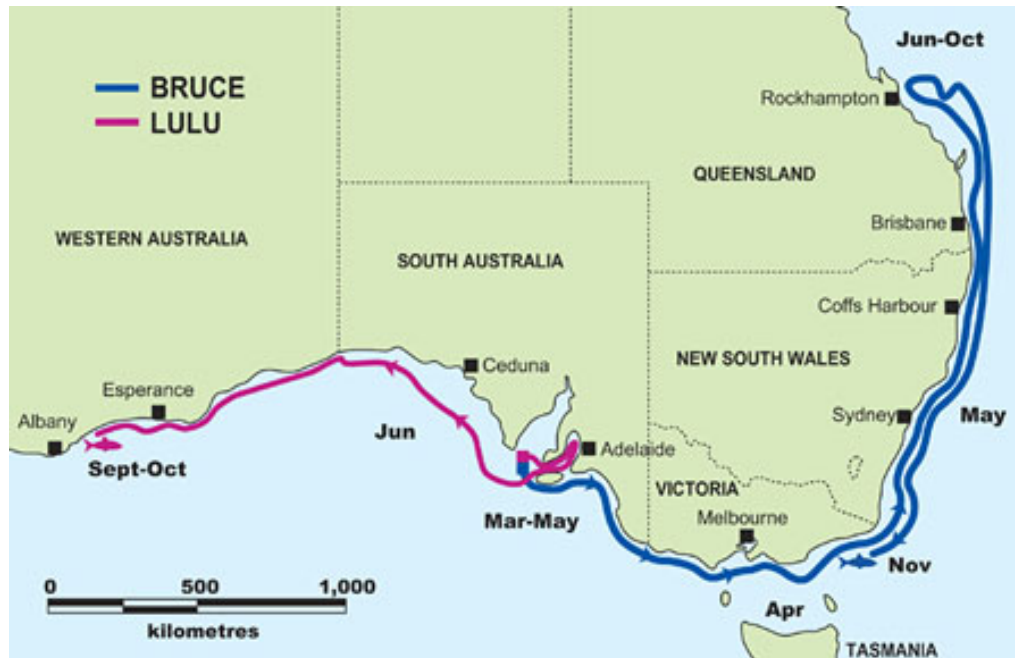 Jun-Oct
BRUCE
LULU
Rockhampton
QUEENSLAND
Brisbane
WESTERN AUSTRALIA
SOUTH AUSTRALIA
Coffs Harbour
NEW SOUTH WALES
Ceduna
Esperance
Albany
Sydney
May
Jun
Adelaide
Sept-Oct
VICTORIA
Mar-May
Melbourne
Nov
0 500 1,000
kilometres
Apr
TASMANIA